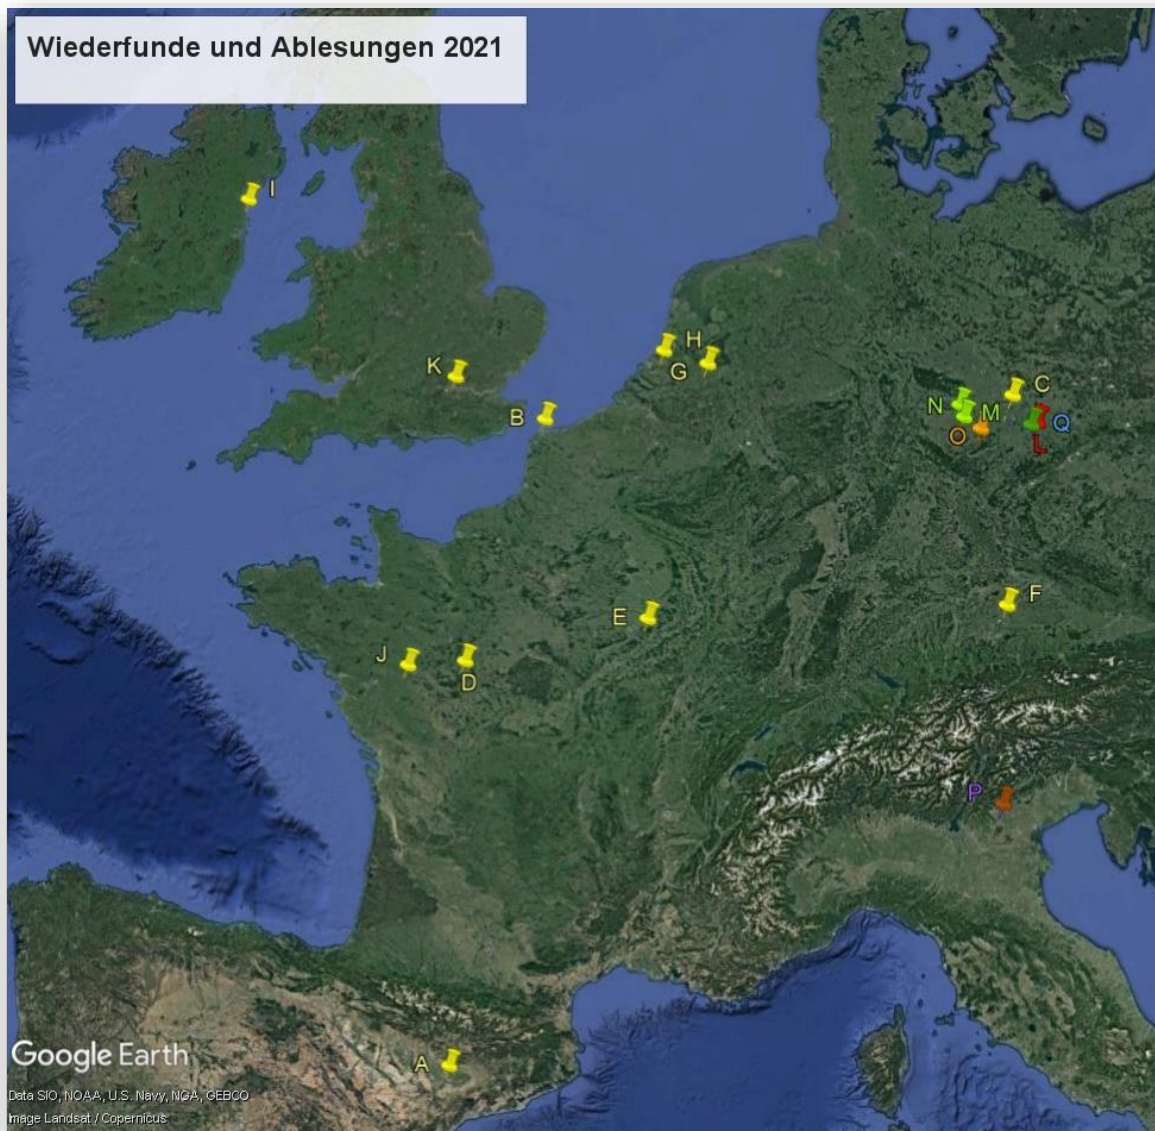 Wiederfunde und Ablesungen 2021
I
H
K
G
B
C
N
M
Q
O
L
F
E
J
D
P
A
Google Earth
Data SIO, NOAA, U.S. Navy, NGA, GEBCO
Image Landsat / Copernicus